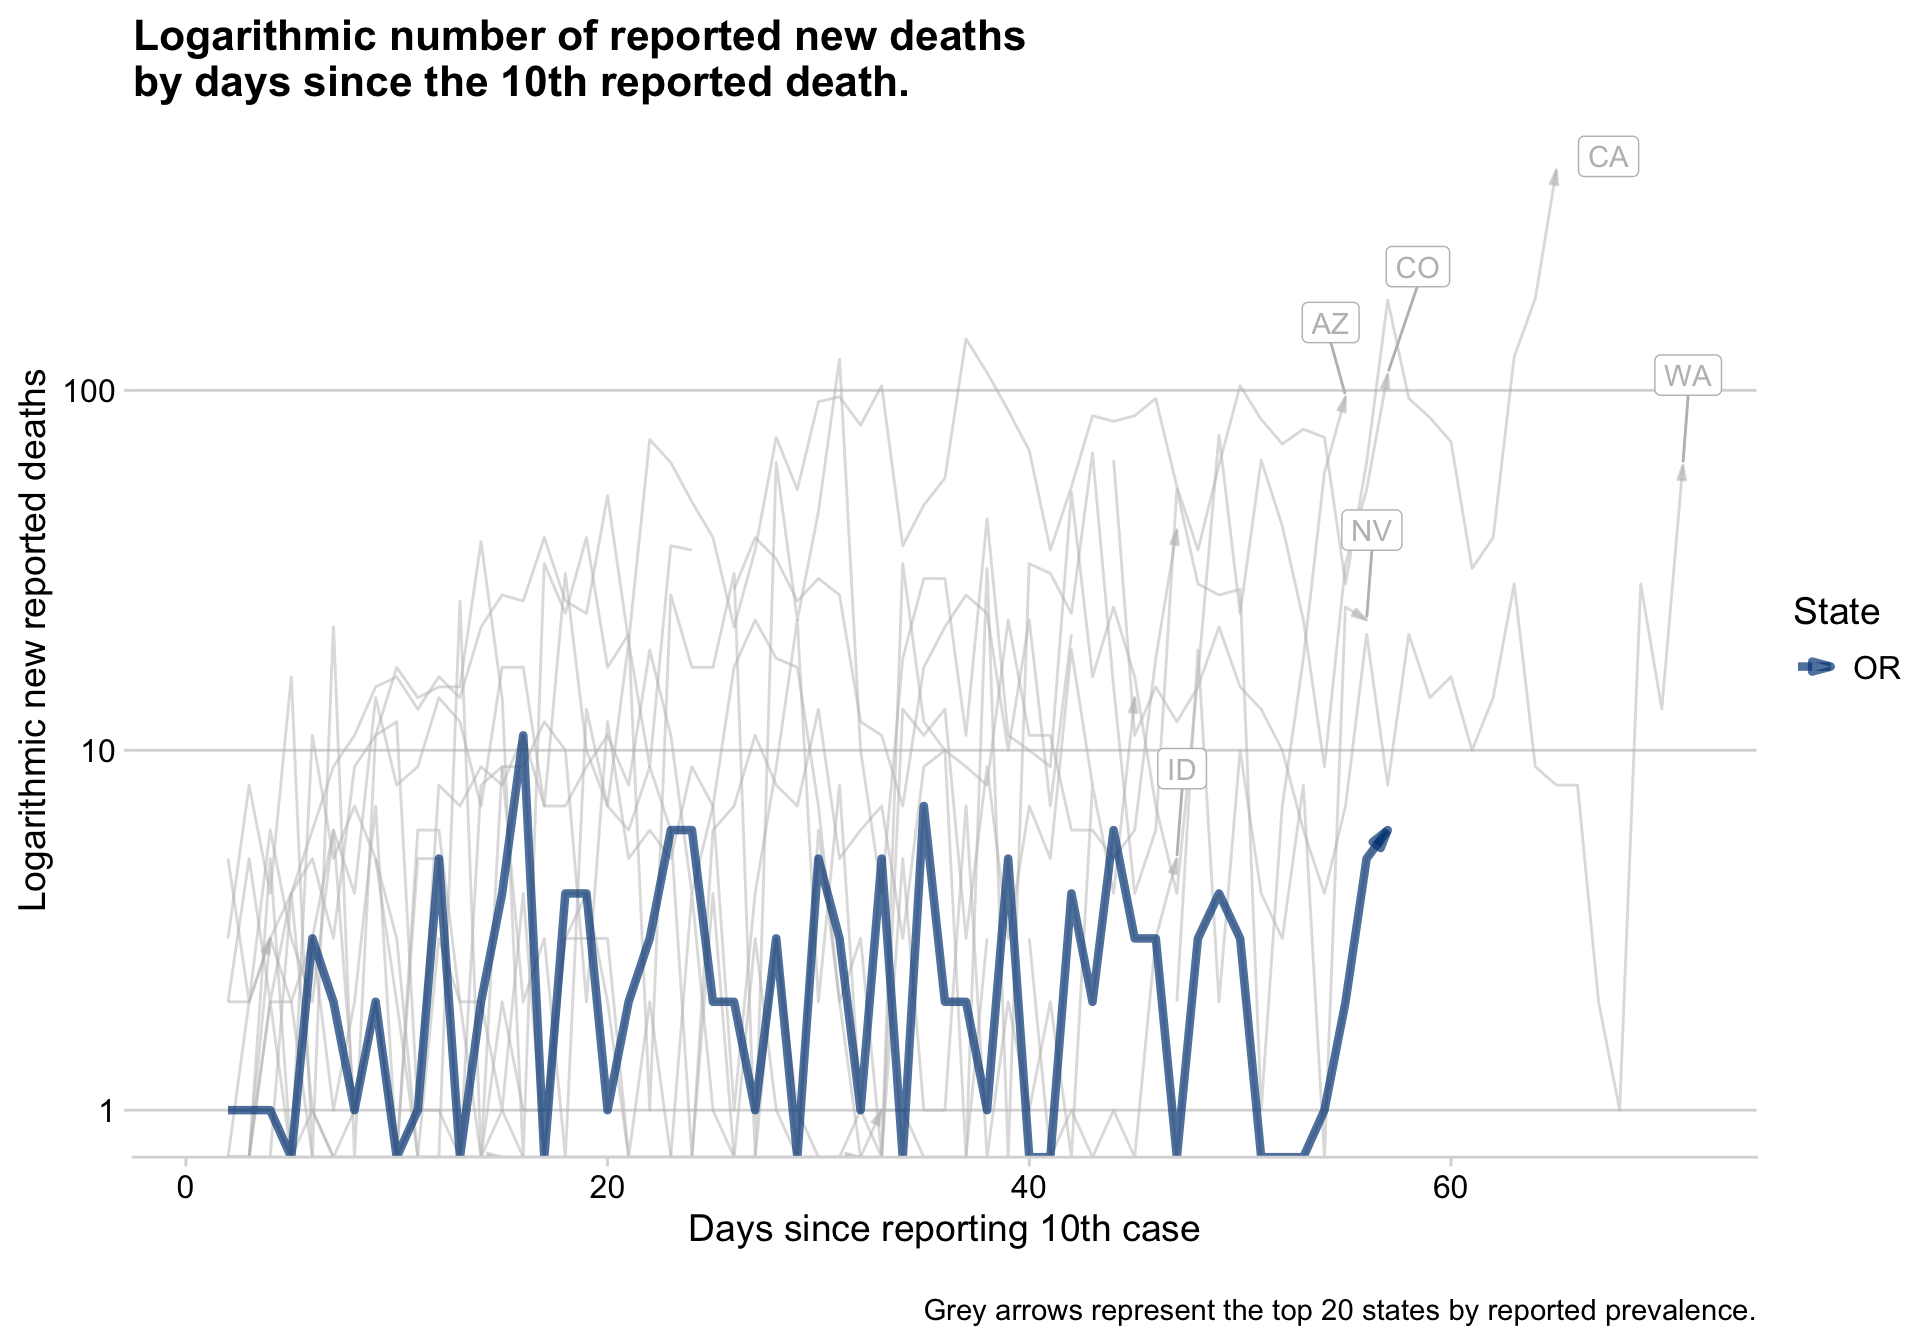 Logarithmic number of reported new deaths
by days since the 10th reported death.
CA
CO
AZ
WA
NV
ID
100
10
1
Logarithmic new reported deaths
0
20
40
60
Days since reporting 10th case
State
OR
Grey arrows represent the top 20 states by reported prevalence.